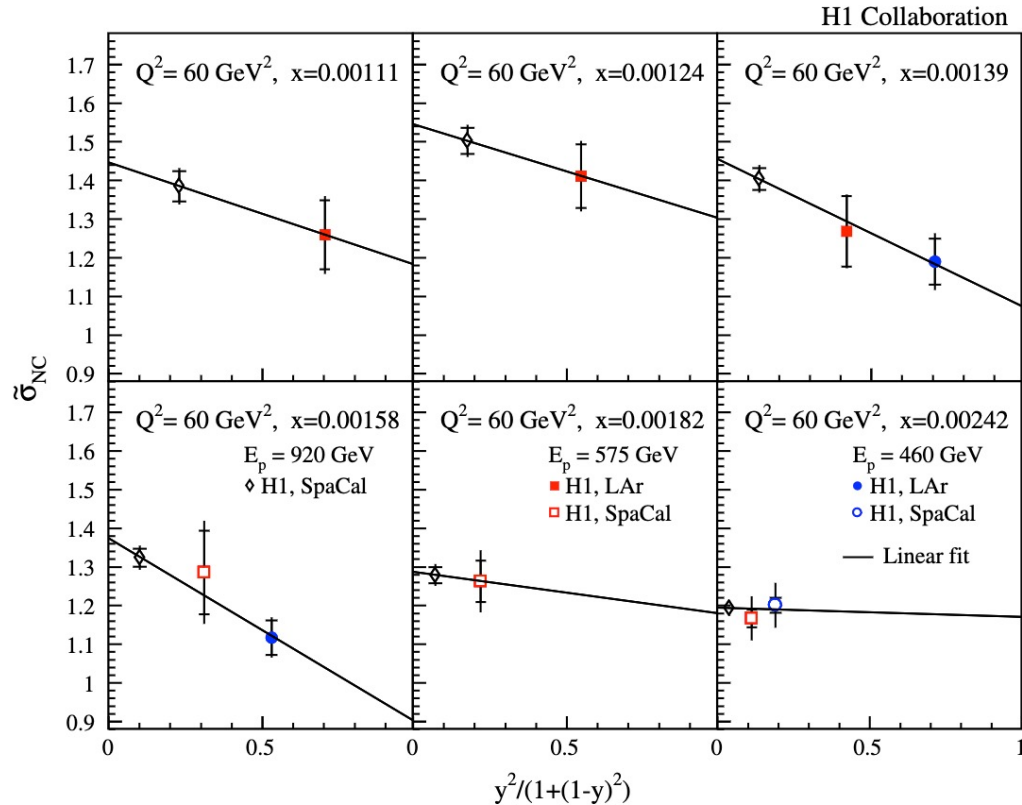 H1 Collaboration
Q²= 60 GeV², x=0.00111
Q²= 60 GeV², x=0.00124
Q²= 60 GeV², x=0.00139
1.7
1.6
1.5
1.4
1.3
1.2
1.1
1
0.9
σ̃NC
Q²= 60 GeV², x=0.00158
Eₚ = 920 GeV
H1, SpaCal
Q²= 60 GeV², x=0.00182
Eₚ = 575 GeV
H1, LAr
H1, SpaCal
Q²= 60 GeV², x=0.00242
Eₚ = 460 GeV
H1, LAr
H1, SpaCal
Linear fit
1.7
1.6
1.5
1.4
1.3
1.2
1.1
1
0.9
0 0.5 0 0.5 0 0.5 1
y²/(1+(1-y)²)